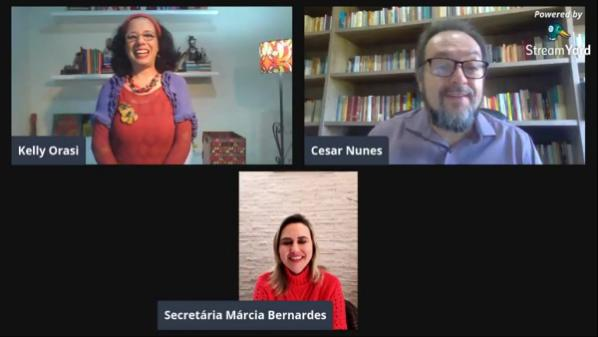 Powered by
StreamYard
Kelly Orasi
Cesar Nunes
Secretária Márcia Bernardes